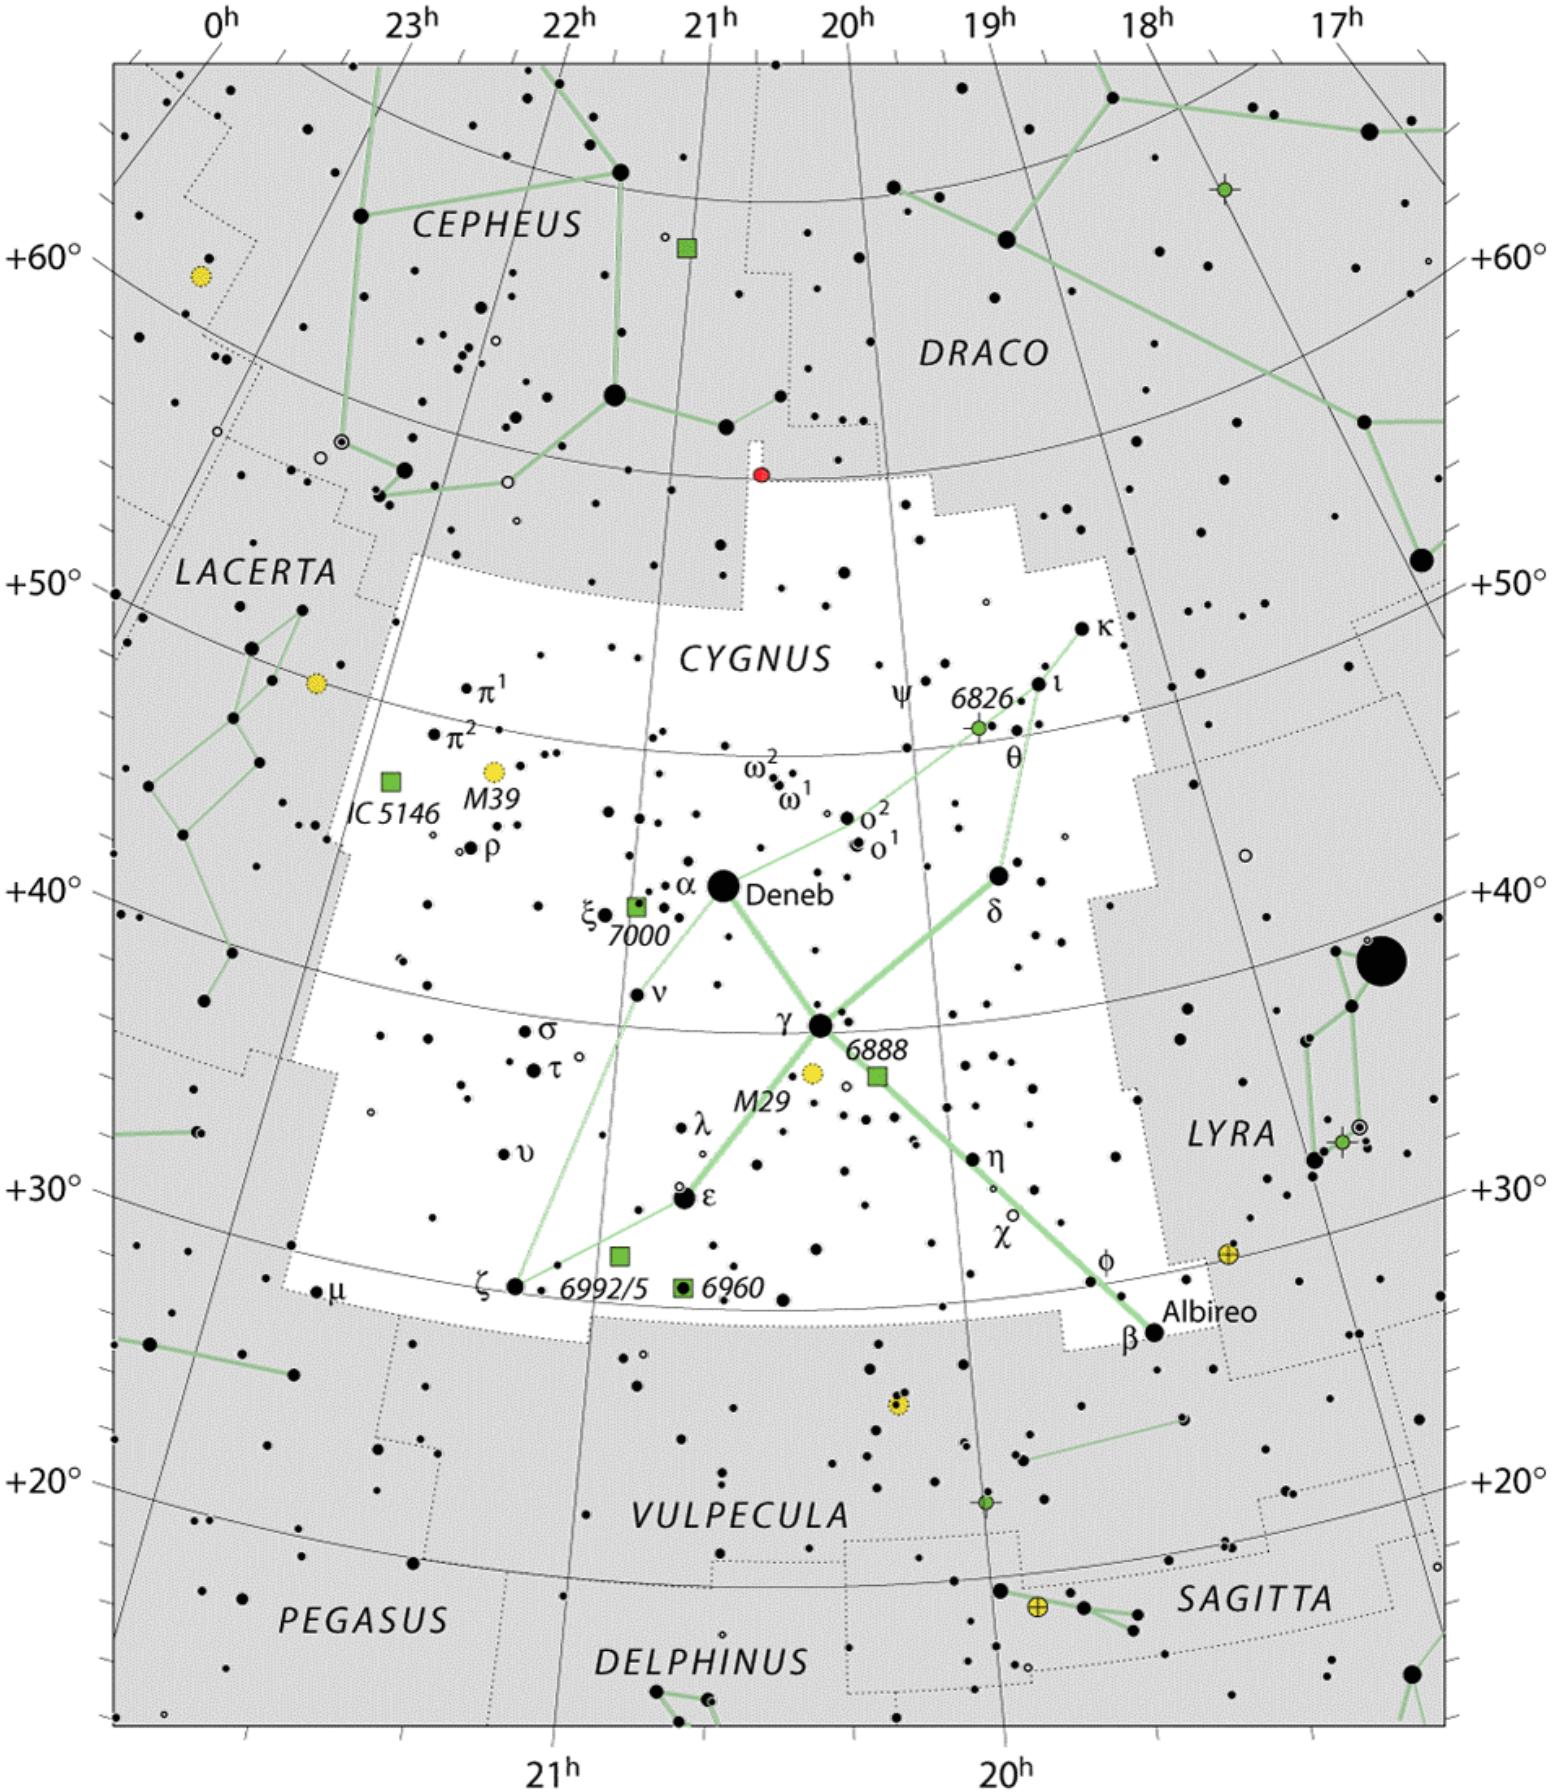 0h 23h 22h 21h 20h 19h 18h 17h
CEPHEUS
+60° +60°
DRACO
LACERTA
+50° +50°
CYGNUS
κ
π¹
ψ
6826
ι
π²
ω²
θ
IC 5146
M39
ω¹
ο²
ρ
ο¹
+40° +40°
α
Deneb
ξ
7000
δ
ν
γ
σ
6888
τ
M29
λ
LYRA
υ
η
+30° +30°
ε
χ
ζ
φ
μ
6992/5
6960
Albireo
β
+20° +20°
VULPECULA
SAGITTA
PEGASUS
DELPHINUS
21h 20h